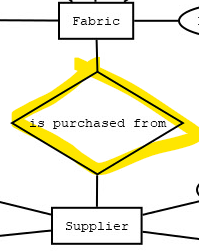 Fabric
is purchased from
Supplier